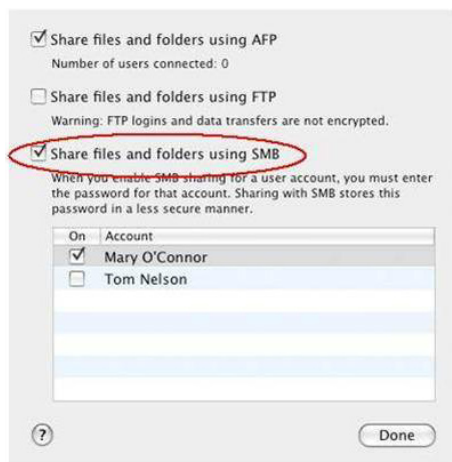 Share files and folders using AFP
Number of users connected: 0
Share files and folders using FTP
Warning: FTP logins and data transfers are not encrypted.
Share files and folders using SMB
When you enable SMB sharing for a user account, you must enter
the password for that account. Sharing with SMB stores this
password in a less secure manner.
On Account
Mary O'Connor
Tom Nelson
? Done